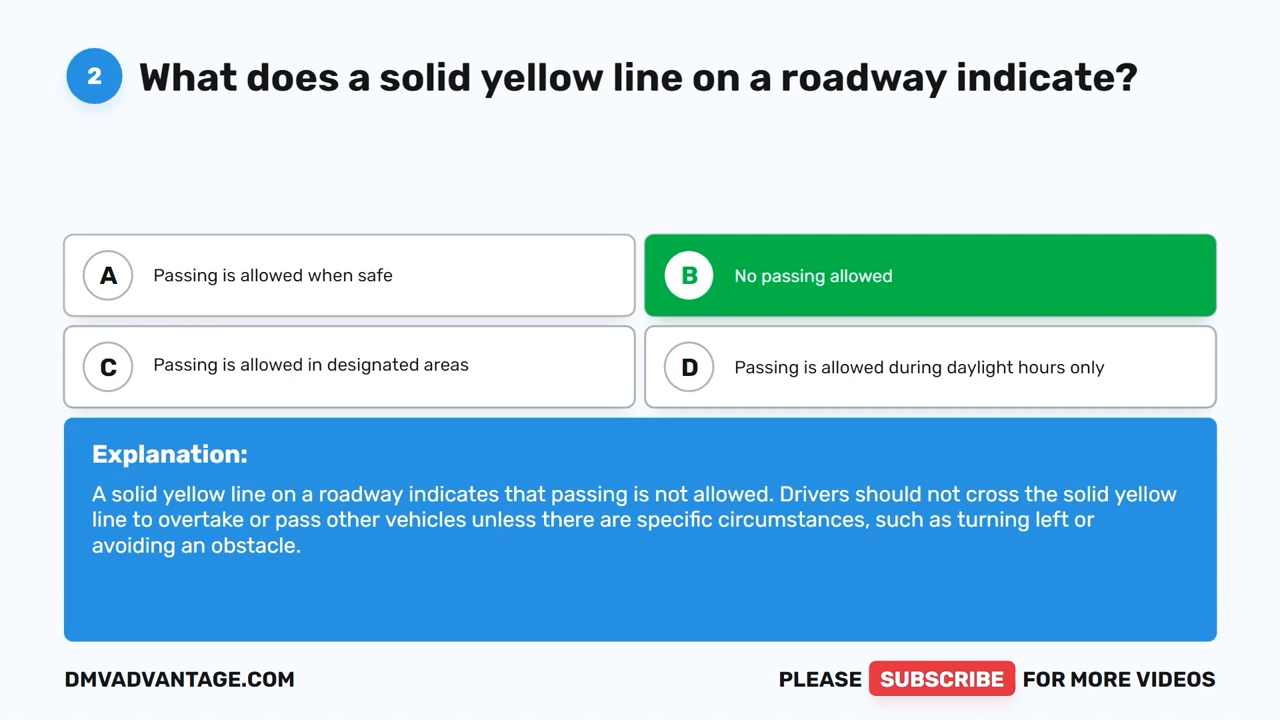 2 What does a solid yellow line on a roadway indicate?
A Passing is allowed when safe
B No passing allowed
C Passing is allowed in designated areas
D Passing is allowed during daylight hours only
Explanation:
A solid yellow line on a roadway indicates that passing is not allowed. Drivers should not cross the solid yellow
line to overtake or pass other vehicles unless there are specific circumstances, such as turning left or
avoiding an obstacle.
DMVADVANTAGE.COM
PLEASE SUBSCRIBE FOR MORE VIDEOS